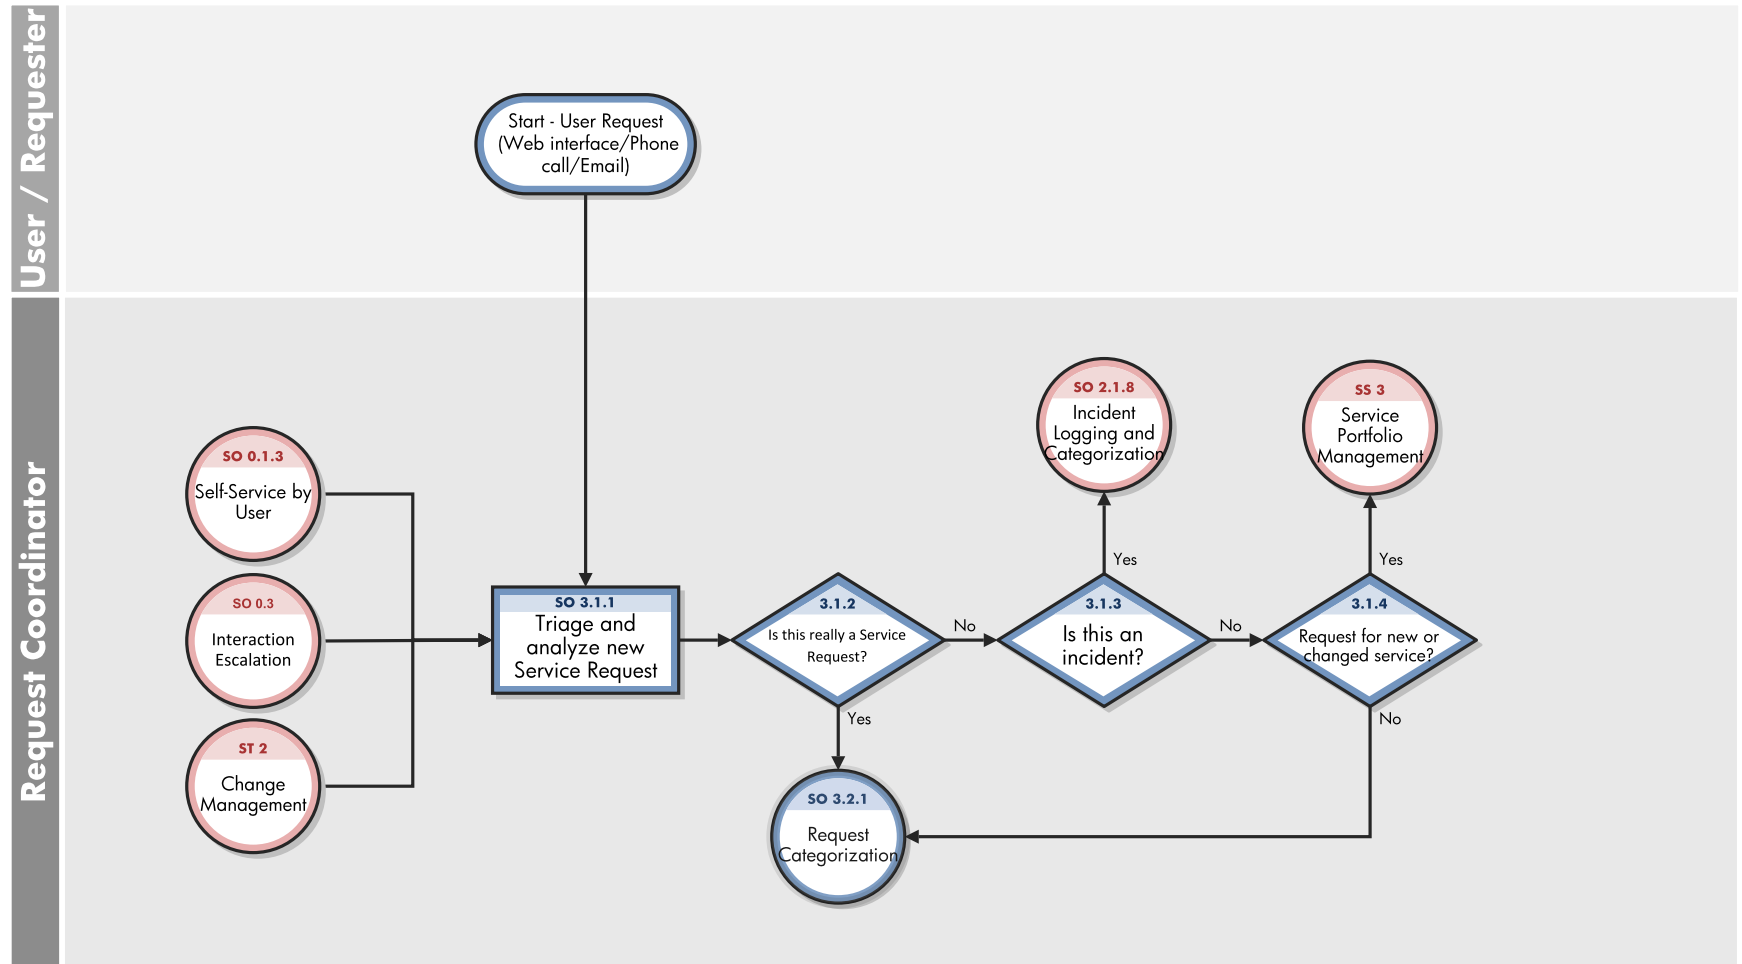 User / Requester
Start - User Request
(Web interface/Phone
call/Email)
Request Coordinator
SO 0.1.3
Self-Service by
User
SO 0.3
Interaction
Escalation
ST 2
Change
Management
SO 3.1.1
Triage and
analyze new
Service Request
3.1.2
Is this really a Service
Request?
No
Yes
SO 3.2.1
Request
Categorization
SO 2.1.8
Incident
Logging and
Categorization
Yes
3.1.3
Is this an
incident?
No
SS 3
Service
Portfolio
Management
Yes
3.1.4
Request for new or
changed service?
No